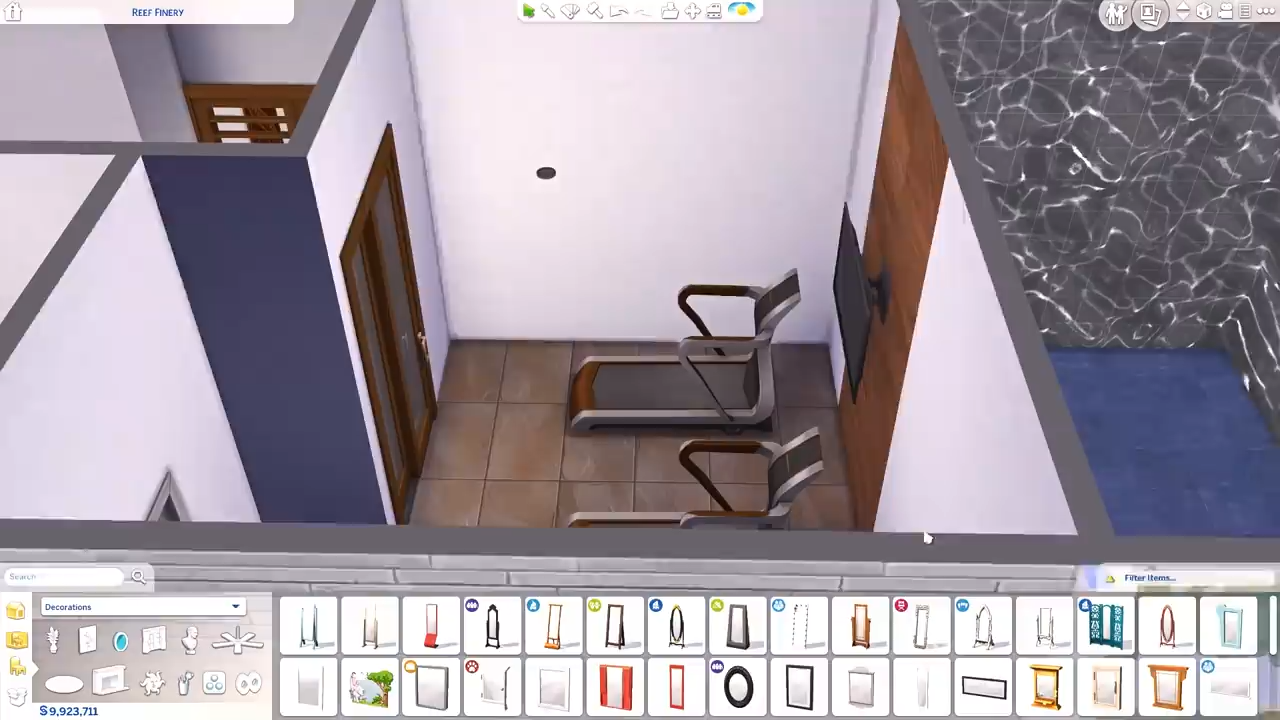 REEF FINERY
Search
Filter Items...
Decorations
§9,923,711